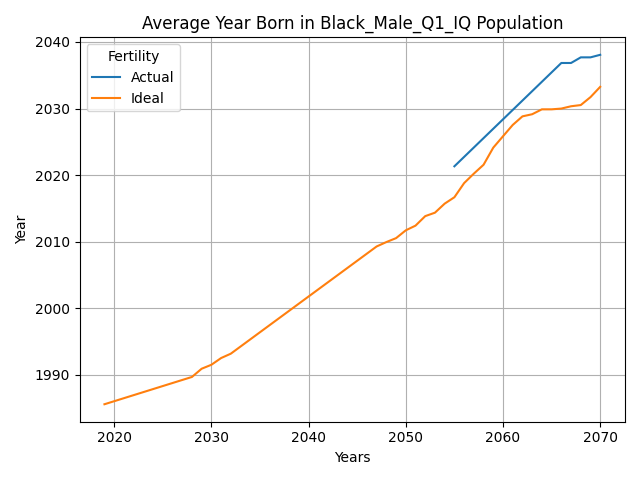 Average Year Born in Black_Male_Q1_IQ Population
2040
2030
2020
2010
2000
1990
Year
Fertility
Actual
Ideal
2020 2030 2040 2050 2060 2070
Years